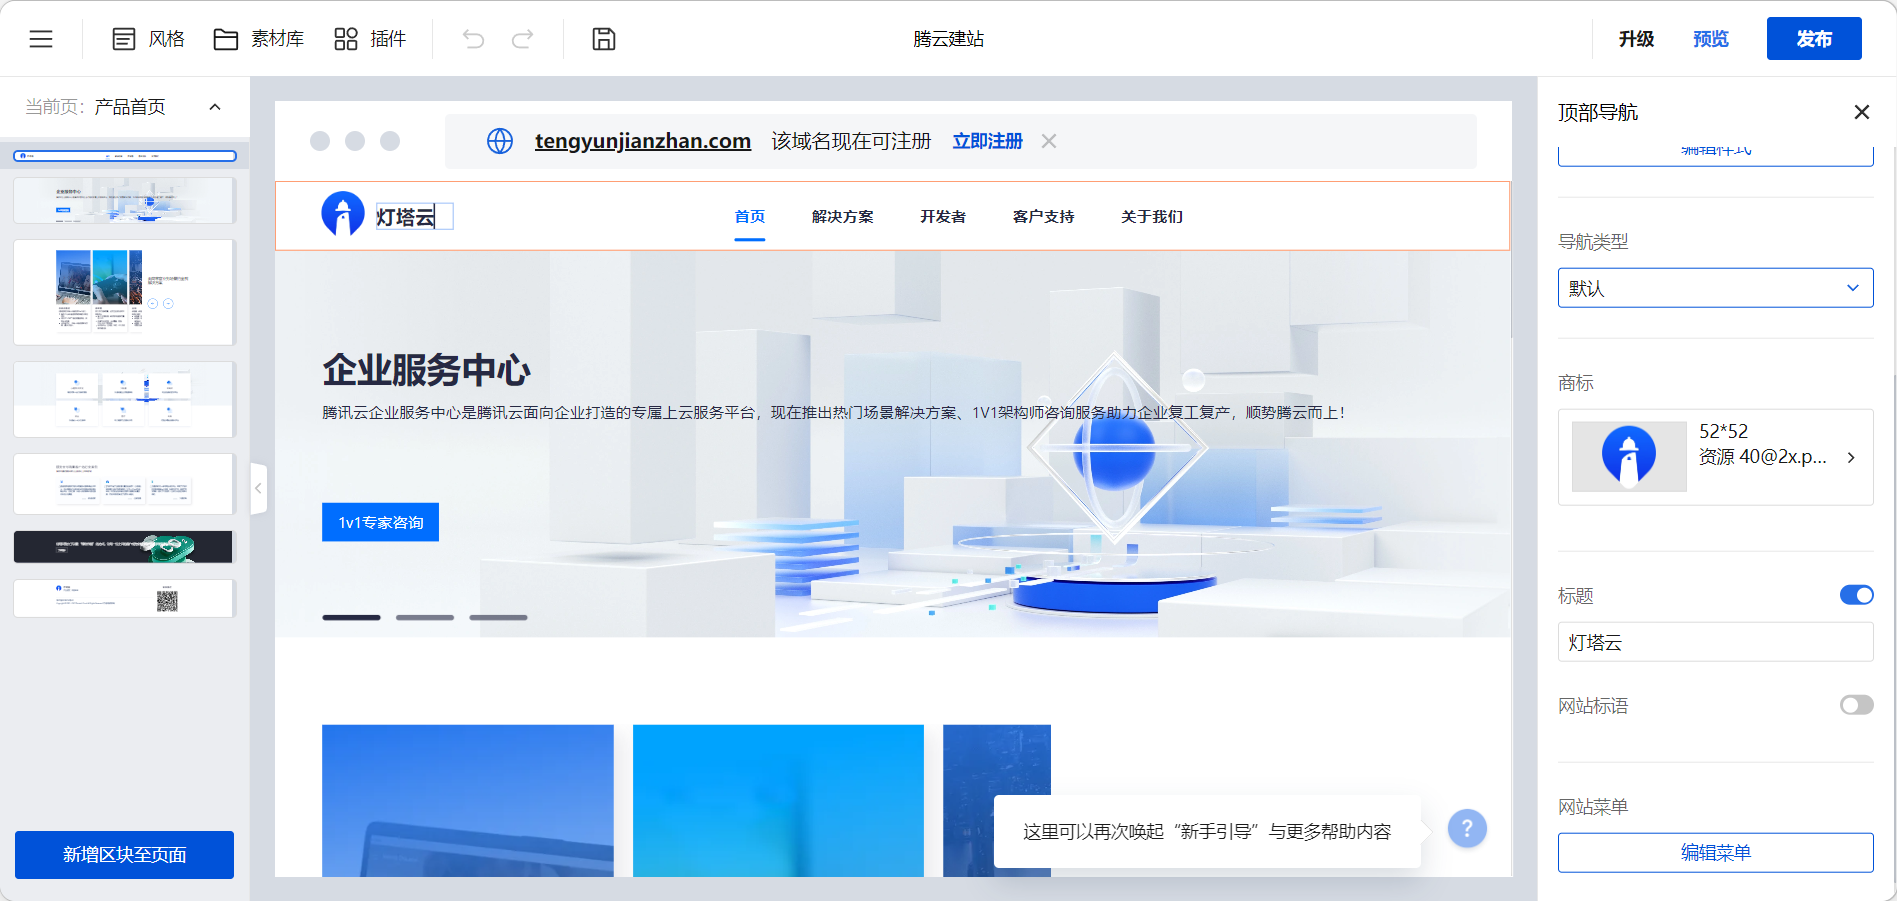 风格
素材库
插件
腾云建站
升级
预览
发布
当前页：产品首页
tengyunjianzhan.com 该域名现在可注册 立即注册
灯塔云
首页
解决方案
开发者
客户支持
关于我们
企业服务中心
腾讯云企业服务中心是腾讯云面向企业打造的专属上云服务平台，现在推出热门场景解决方案、1V1架构师咨询服务助力企业复工复产，顺势腾云而上！
1v1专家咨询
这里可以再次唤起“新手引导”与更多帮助内容
?
新增区块至页面
顶部导航
编辑样式
导航类型
默认
商标
52*52
资源 40@2x.p...
标题
灯塔云
网站标语
网站菜单
编辑菜单